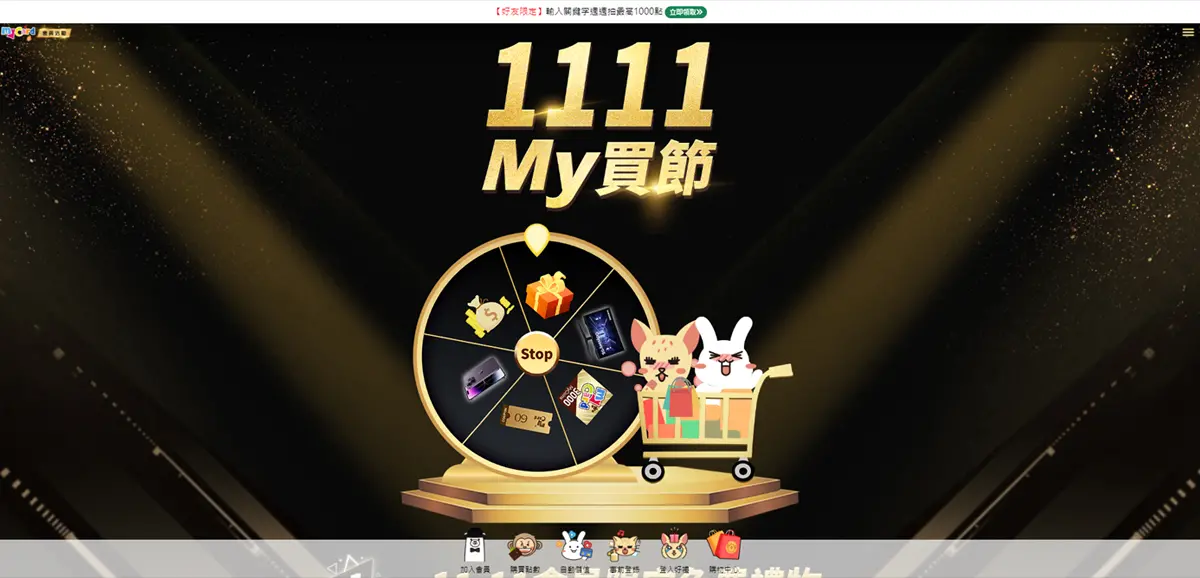 【好友限定】輸入關鍵字週週抽最高1000點 立即領取>>
MyCard 會員活動
1111
My買節
Stop
5000
60
加入會員 購買點數 自動儲值 事前登錄 登入好禮 購物中心